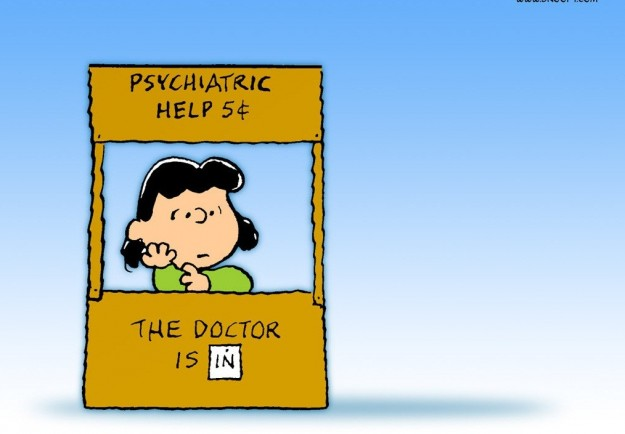 PSYCHIATRIC
HELP 5¢
THE DOCTOR
IS IN